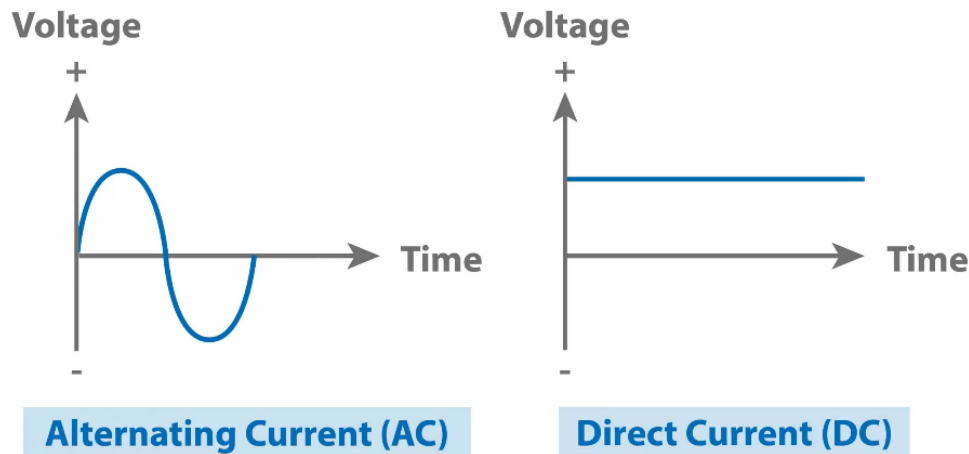 Voltage
+
Time
-
Alternating Current (AC)
Voltage
+
Time
-
Direct Current (DC)